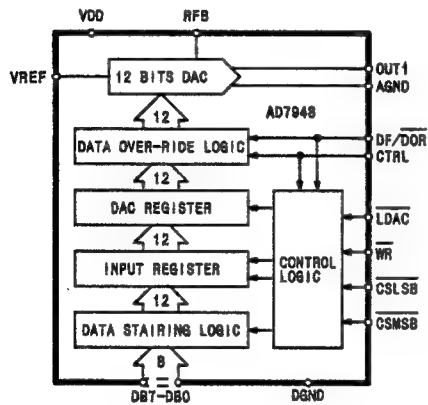 VDD
RFB
VREF
12 BITS DAC
OUT1
AGND
12
AD7948
DATA OVER-RIDE LOGIC
DF/DOR
CTRL
12
DAC REGISTER
LDAC
12
CONTROL
LOGIC
WR
INPUT REGISTER
CSLSB
12
DATA STAIRING LOGIC
CSMSB
8
DB7-DB0
DGND